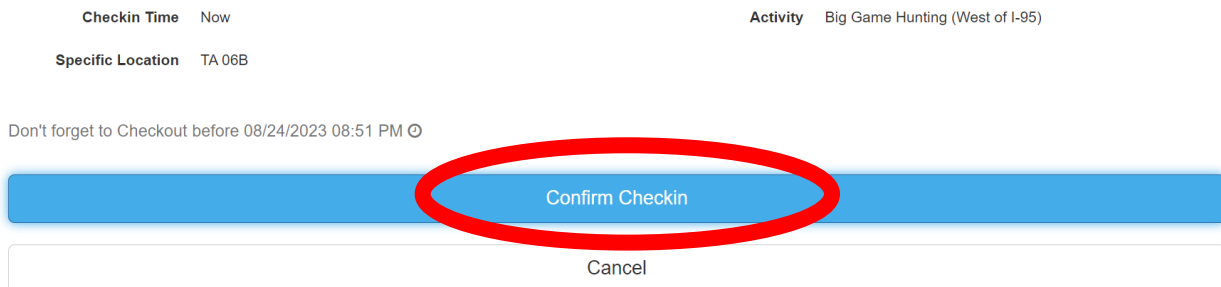 Checkin Time Now Activity Big Game Hunting (West of I-95)
Specific Location TA 06B
Don't forget to Checkout before 08/24/2023 08:51 PM
Confirm Checkin
Cancel